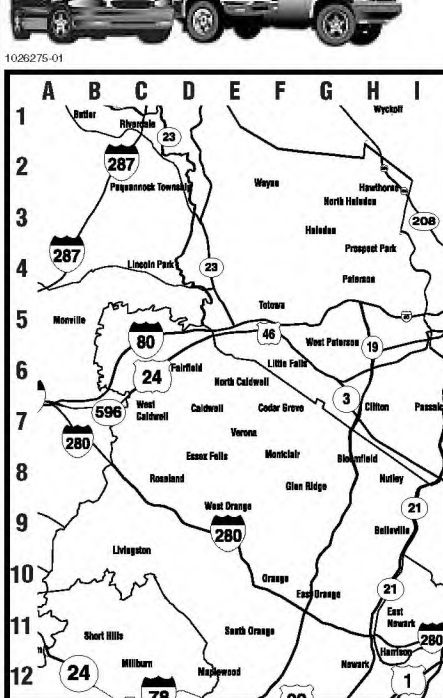 1026275-01
A B C D E F G H I
1
Butler
Riverdale
Wyckoff
23
2
287
Pequannock Township
Wayne
Hawthorne
North Haledon
3
208
Haledon
Prospect Park
287
4
Lincoln Park
23
Paterson
Totowa
5
Monville
80
46
West Paterson
19
Little Falls
6
24
Fairfield
North Caldwell
3
596
West
Caldwell
Caldwell
Cedar Grove
Clifton
Passaic
7
280
Verona
Essex Fells
Montclair
Bloomfield
8
Roseland
Glen Ridge
Nutley
West Orange
21
9
280
Belleville
Livingston
10
Orange
East Orange
21
East
Newark
11
Short Hills
South Orange
280
Harrison
Millburn
Maplewood
Newark
12
24
78
1